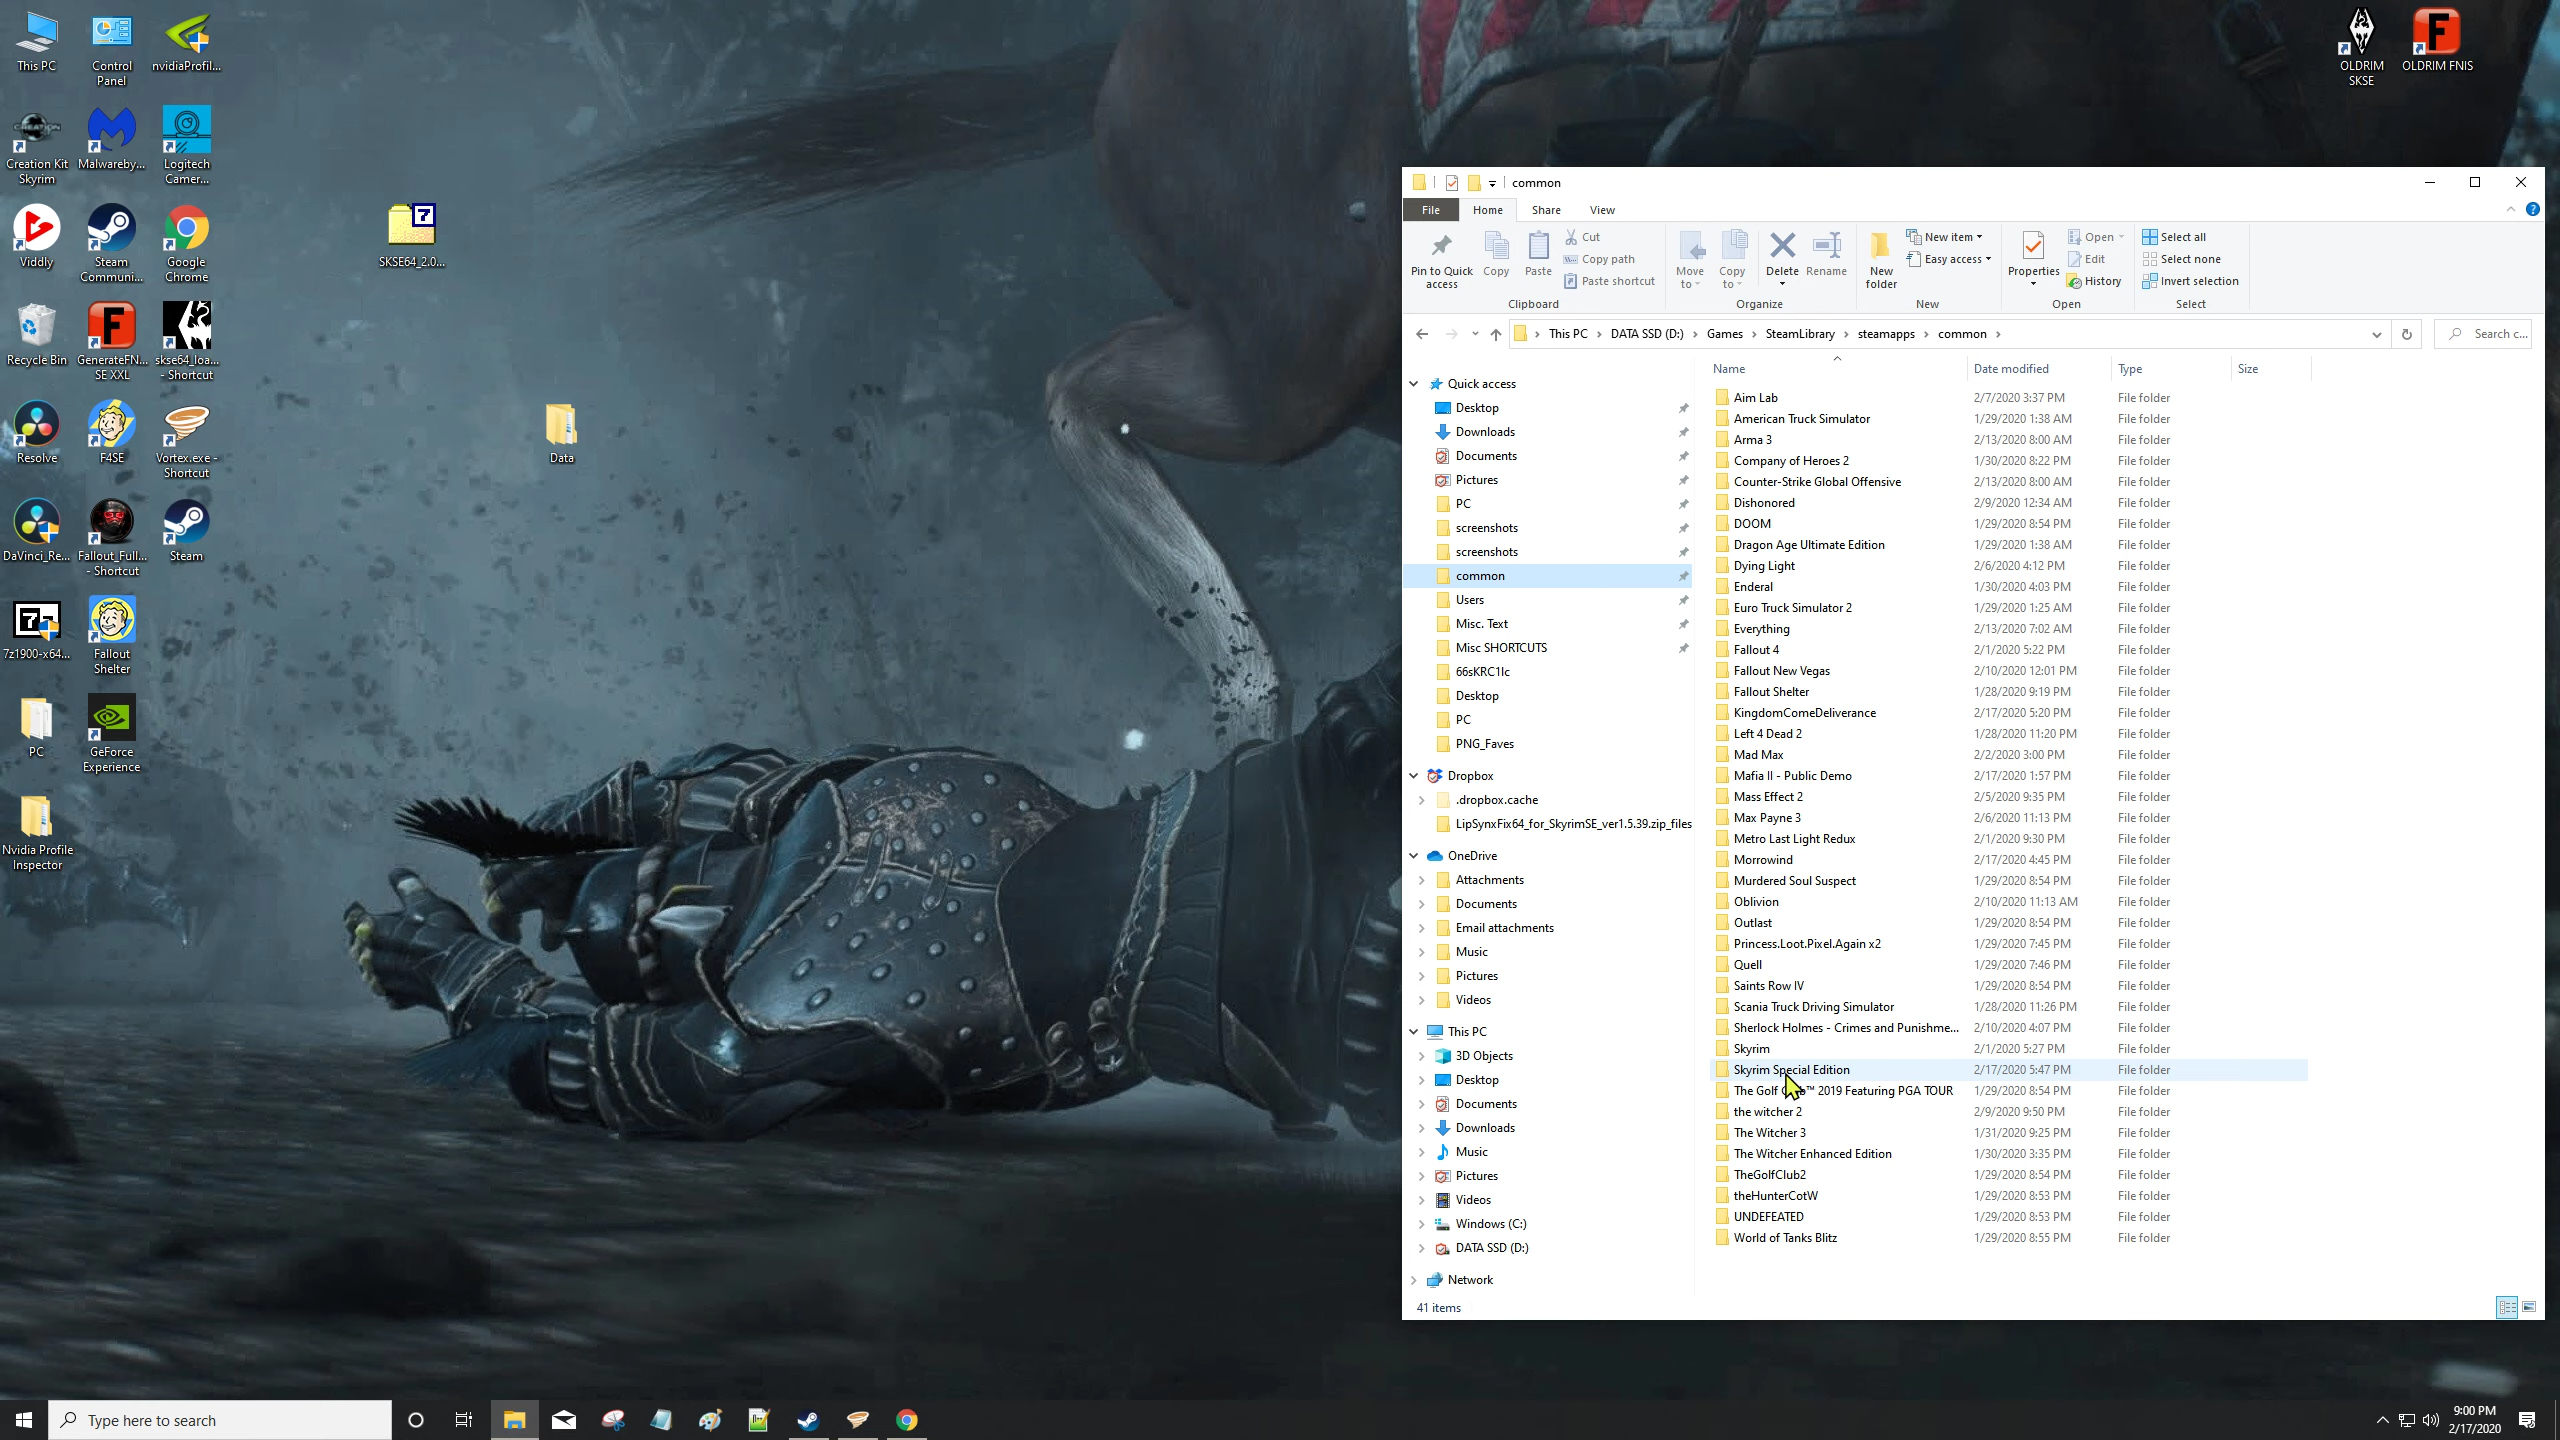 This PC
Control
Panel
nvidiaProfil...
Creation Kit
Skyrim
Malwareby...
Logitech
Camer...
Viddly
Steam
Communi...
Google
Chrome
Recycle Bin
GenerateFN...
SE XXL
skse64_loa...
- Shortcut
Resolve
F4SE
Vortex.exe -
Shortcut
DaVinci_Re...
Fallout_Full...
- Shortcut
Steam
7z1900-x64...
Fallout
Shelter
PC
GeForce
Experience
Nvidia Profile
Inspector
SKSE64_2.0...
Data
OLDRIM
SKSE
OLDRIM FNIS
common
File
Home
Share
View
Pin to Quick
access
Copy
Paste
Cut
Copy path
Paste shortcut
Clipboard
Move
to
Copy
to
Delete
Rename
Organize
New
folder
New item
Easy access
New
Properties
Open
Edit
History
Open
Select all
Select none
Invert selection
Select
This PC > DATA SSD (D:) > Games > SteamLibrary > steamapps > common >
Search c...
Quick access
Desktop
Downloads
Documents
Pictures
PC
screenshots
screenshots
common
Users
Misc. Text
Misc SHORTCUTS
66sKRC1lc
Desktop
PC
PNG_Faves
Dropbox
.dropbox.cache
LipSynxFix64_for_SkyrimSE_ver1.5.39.zip_files
OneDrive
Attachments
Documents
Email attachments
Music
Pictures
Videos
This PC
3D Objects
Desktop
Documents
Downloads
Music
Pictures
Videos
Windows (C:)
DATA SSD (D:)
Network
Name Date modified Type Size
Aim Lab 2/7/2020 3:37 PM File folder
American Truck Simulator 1/29/2020 1:38 AM File folder
Arma 3 2/13/2020 8:00 AM File folder
Company of Heroes 2 1/30/2020 8:22 PM File folder
Counter-Strike Global Offensive 2/13/2020 8:00 AM File folder
Dishonored 2/9/2020 12:34 AM File folder
DOOM 1/29/2020 8:54 PM File folder
Dragon Age Ultimate Edition 1/29/2020 1:38 AM File folder
Dying Light 2/6/2020 4:12 PM File folder
Enderal 1/30/2020 4:03 PM File folder
Euro Truck Simulator 2 1/29/2020 1:25 AM File folder
Everything 2/13/2020 7:02 AM File folder
Fallout 4 2/1/2020 5:22 PM File folder
Fallout New Vegas 2/10/2020 12:01 PM File folder
Fallout Shelter 1/28/2020 9:19 PM File folder
KingdomComeDeliverance 2/17/2020 5:20 PM File folder
Left 4 Dead 2 1/28/2020 11:20 PM File folder
Mad Max 2/2/2020 3:00 PM File folder
Mafia II - Public Demo 2/17/2020 1:57 PM File folder
Mass Effect 2 2/5/2020 9:35 PM File folder
Max Payne 3 2/6/2020 11:13 PM File folder
Metro Last Light Redux 2/1/2020 9:30 PM File folder
Morrowind 2/17/2020 4:45 PM File folder
Murdered Soul Suspect 1/29/2020 8:54 PM File folder
Oblivion 2/10/2020 11:13 AM File folder
Outlast 1/29/2020 8:54 PM File folder
Princess.Loot.Pixel.Again x2 1/29/2020 7:45 PM File folder
Quell 1/29/2020 7:46 PM File folder
Saints Row IV 1/29/2020 8:54 PM File folder
Scania Truck Driving Simulator 1/28/2020 11:26 PM File folder
Sherlock Holmes - Crimes and Punishme... 2/10/2020 4:07 PM File folder
Skyrim 2/1/2020 5:27 PM File folder
Skyrim Special Edition 2/17/2020 5:47 PM File folder
The Golf ™ 2019 Featuring PGA TOUR 1/29/2020 8:54 PM File folder
the witcher 2 2/9/2020 9:50 PM File folder
The Witcher 3 1/31/2020 9:25 PM File folder
The Witcher Enhanced Edition 1/30/2020 3:35 PM File folder
TheGolfClub2 1/29/2020 8:54 PM File folder
theHunterCotW 1/29/2020 8:53 PM File folder
UNDEFEATED 1/29/2020 8:53 PM File folder
World of Tanks Blitz 1/29/2020 8:55 PM File folder
41 items
Type here to search
9:00 PM
2/17/2020